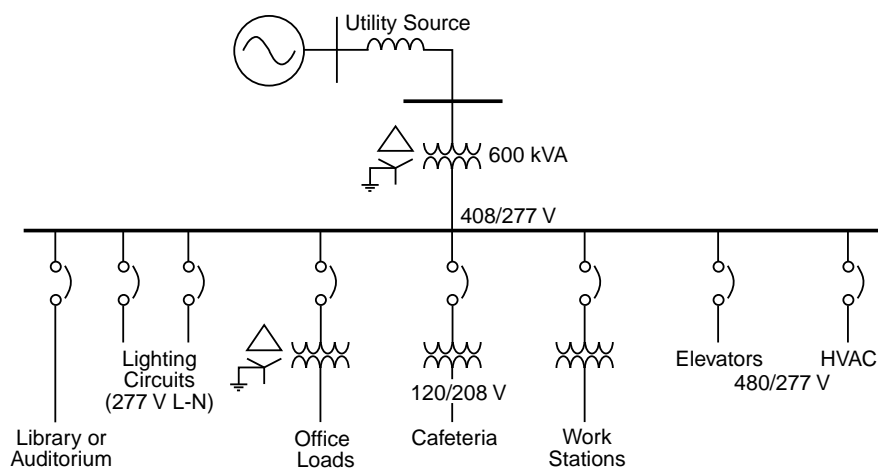 Utility Source
600 kVA
408/277 V
Lighting
Circuits
(277 V L-N)
Elevators
HVAC
480/277 V
120/208 V
Library or
Auditorium
Office
Loads
Cafeteria
Work
Stations